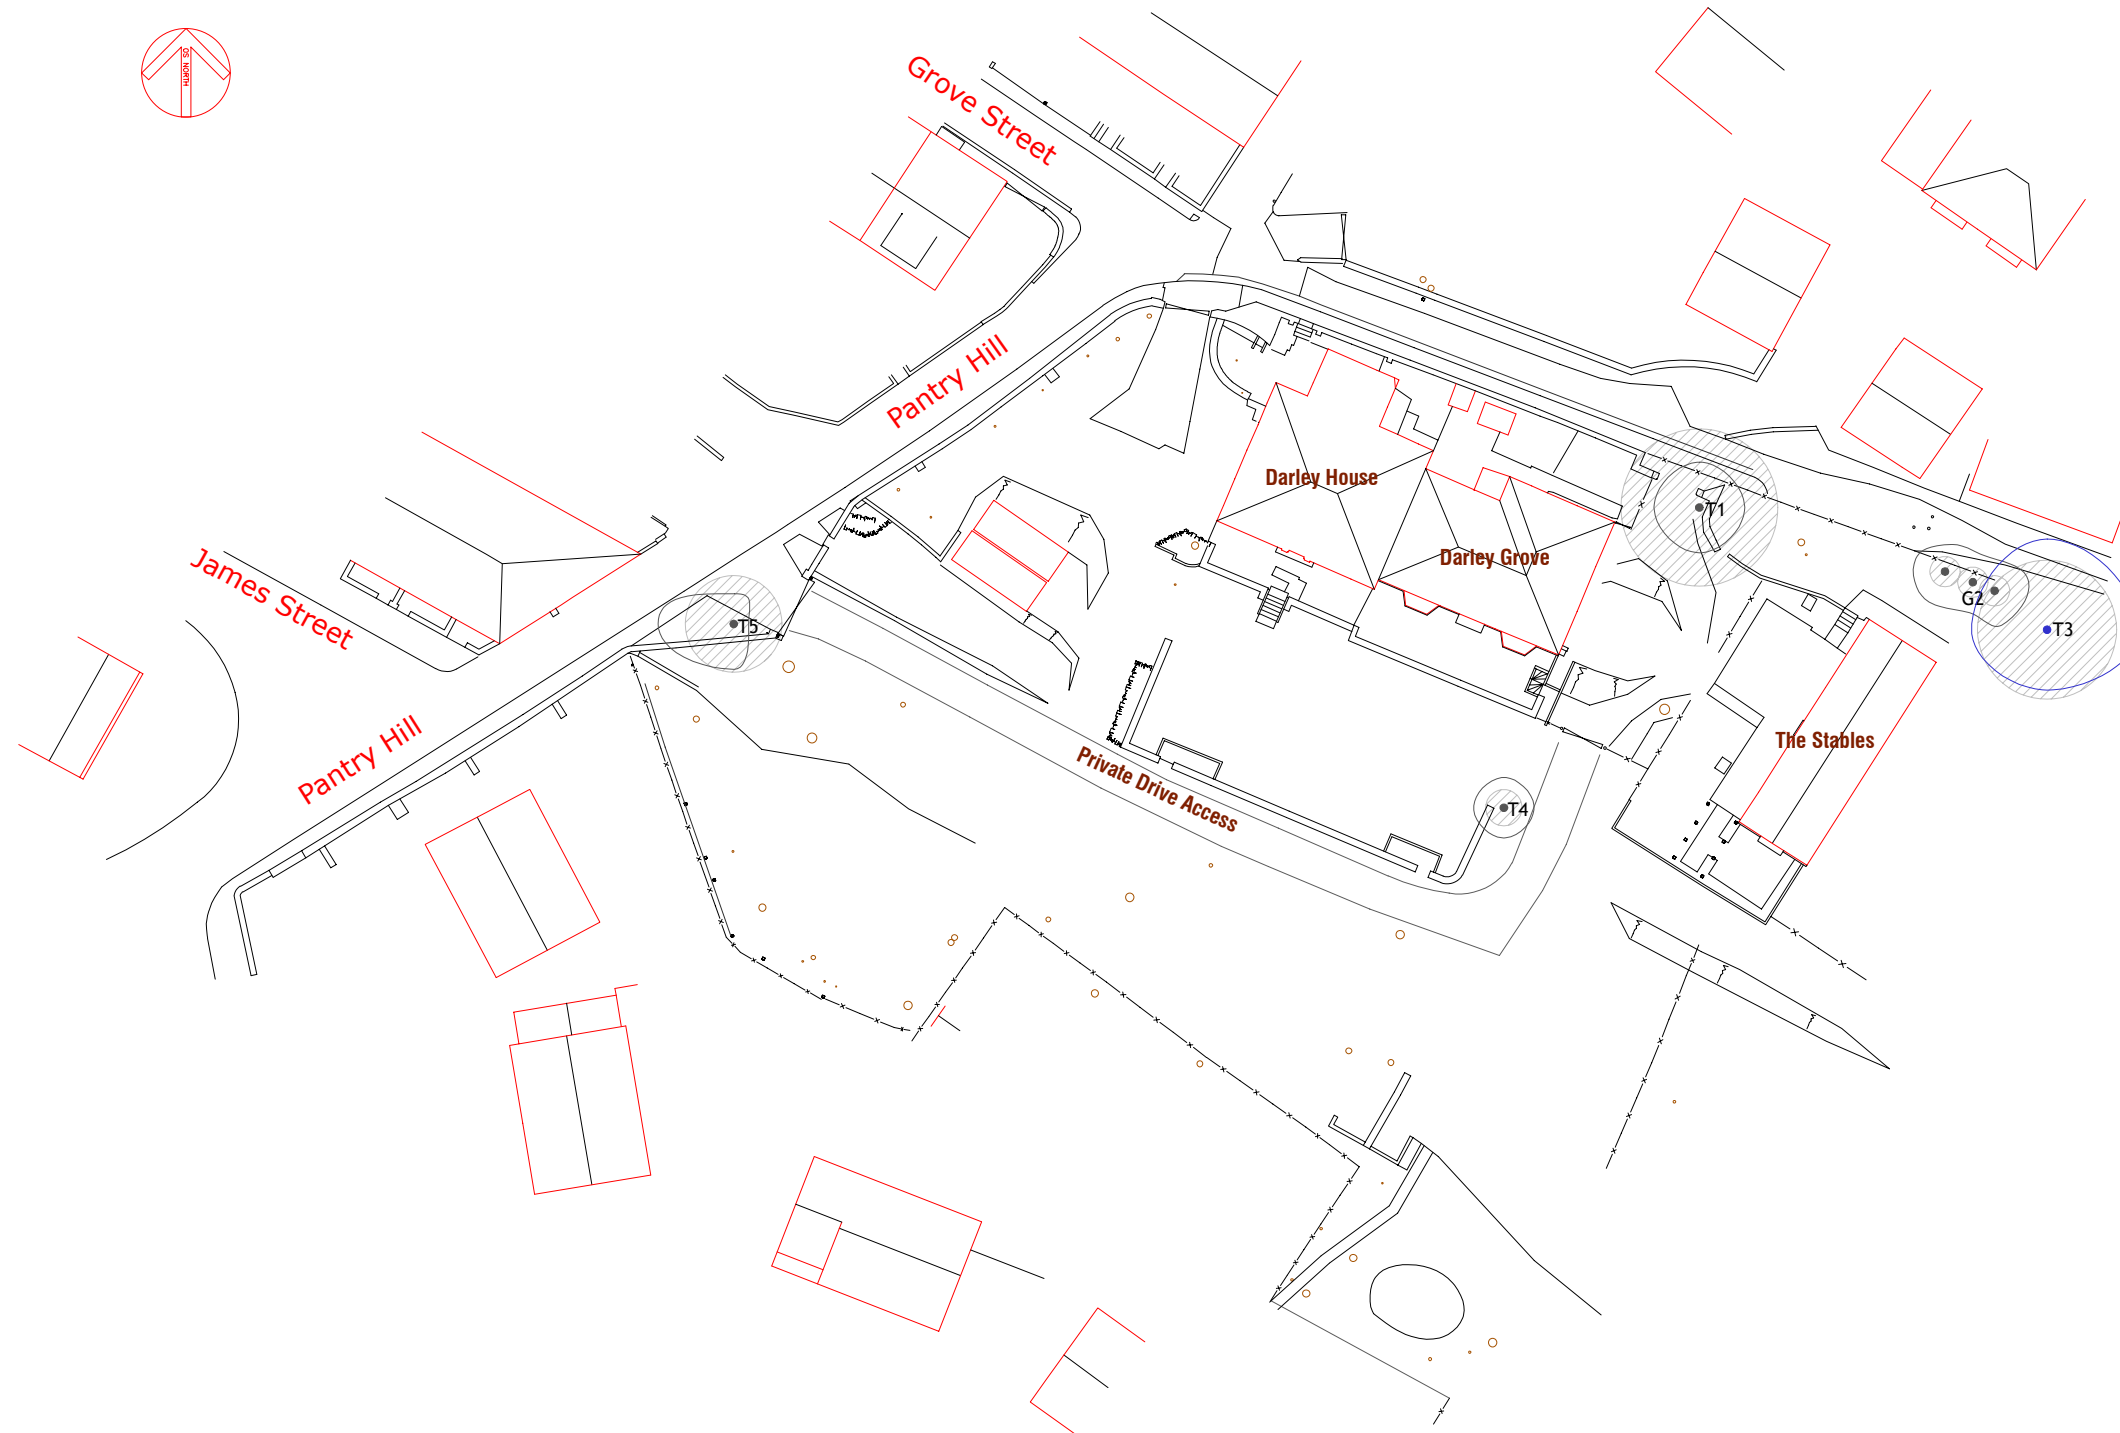 OS NORTH
Grove Street
Pantry Hill
Darley House
T1
Darley Grove
James Street
G2
T3
T5
Pantry Hill
The Stables
Private Drive Access
T4